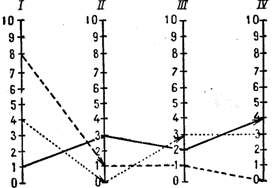 I II III IV
10 10 10 10
9 9 9 9
8 8 8 8
7 7 7 7
6 6 6 6
5 5 5 5
4 4 4 4
3 3 3 3
2 2 2 2
1 1 1 1
0 0 0 0